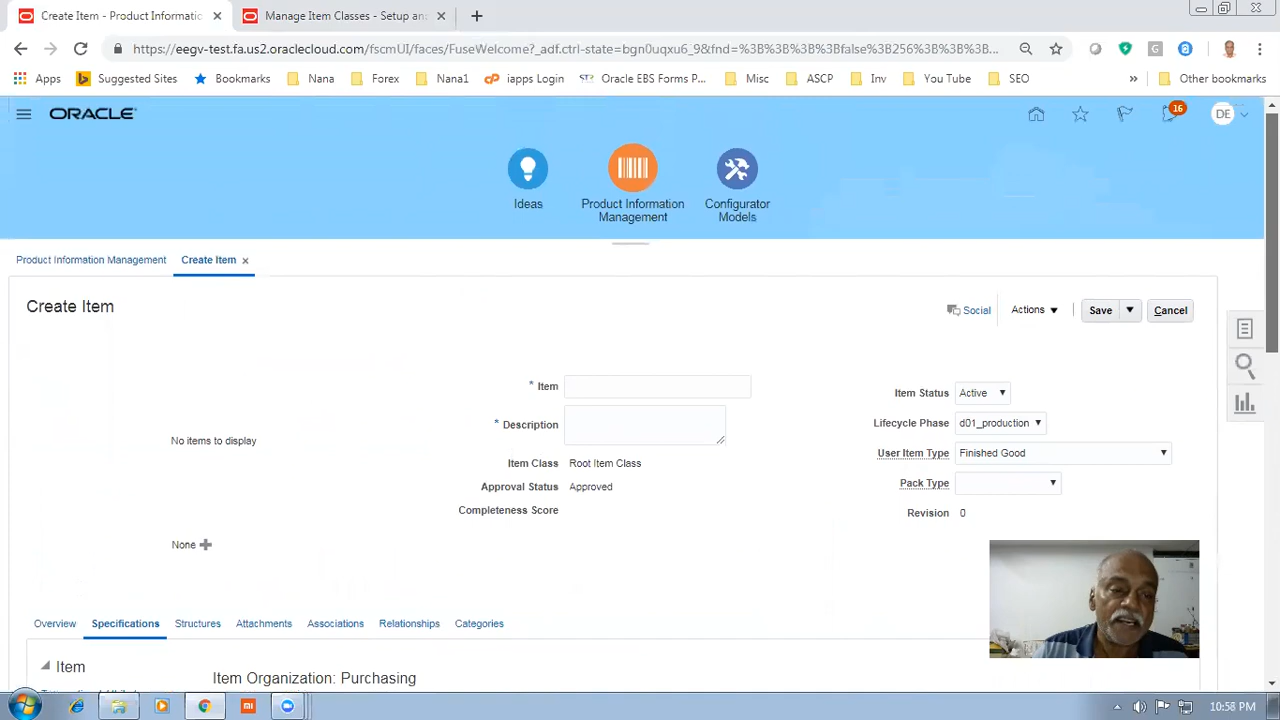 Create Item - Product Informatic
Manage Item Classes - Setup an
https://eegv-test.fa.us2.oraclecloud.com/fscmUI/faces/FuseWelcome?_adf.ctrl-state=bgn0uqxu6_98&fnd=%3B%3B%3B%3Bfalse%3B256%3B%3B%3B...
Apps
Suggested Sites
Bookmarks
Nana
Forex
Nana1
iapps Login
Oracle EBS Forms P...
Misc
ASCP
Inv
You Tube
SEO
»
Other bookmarks
ORACLE
16
DE
Ideas
Product Information
Management
Configurator
Models
Product Information Management
Create Item
Create Item
Social
Actions
Save
Cancel
* Item
* Description
No items to display
Item Class Root Item Class
Approval Status Approved
Completeness Score
None
Item Status Active
Lifecycle Phase d01_production
User Item Type Finished Good
Pack Type
Revision 0
Overview
Specifications
Structures
Attachments
Associations
Relationships
Categories
Item
Item Organization: Purchasing
10:58 PM